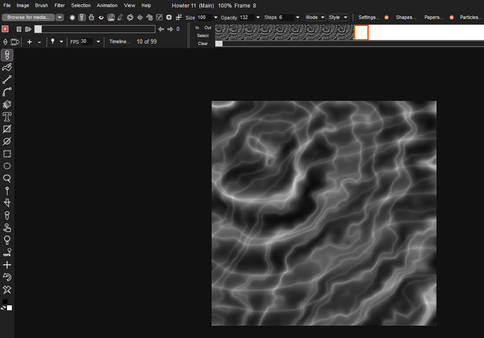 File Image Brush Filter Selection Animation View Help Howler 11 (Main) 100% Frame 8
Browse for media... Size 100 Opacity 132 Steps 6 Mode Style Settings... Shapes... Papers... Particles...
0 In Out
FPS 30 Timeline... 10 of 99 Select
Clear